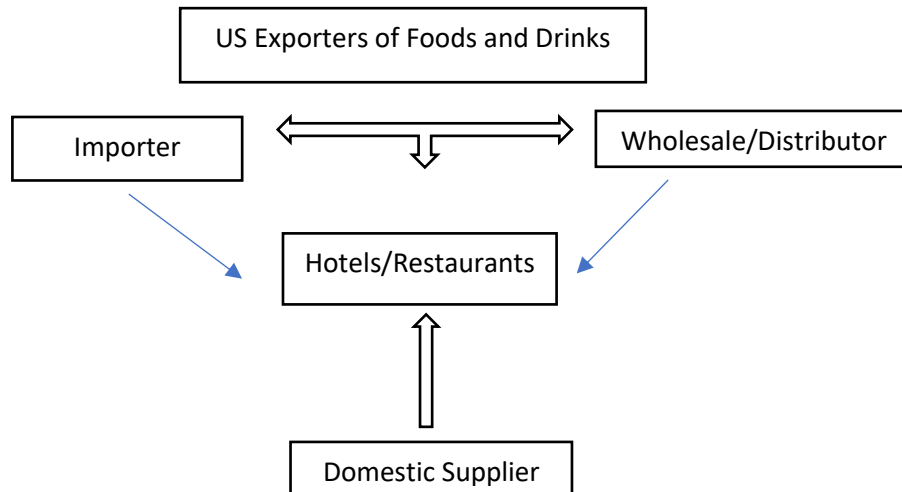 US Exporters of Foods and Drinks
Importer
Wholesale/Distributor
Hotels/Restaurants
Domestic Supplier